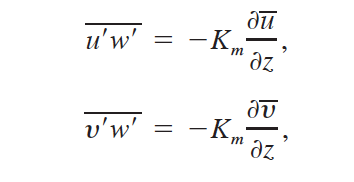 $\overline{u'w'} = -K_m \frac{\partial \overline{u}}{\partial z},$
$\overline{v'w'} = -K_m \frac{\partial \overline{v}}{\partial z},$